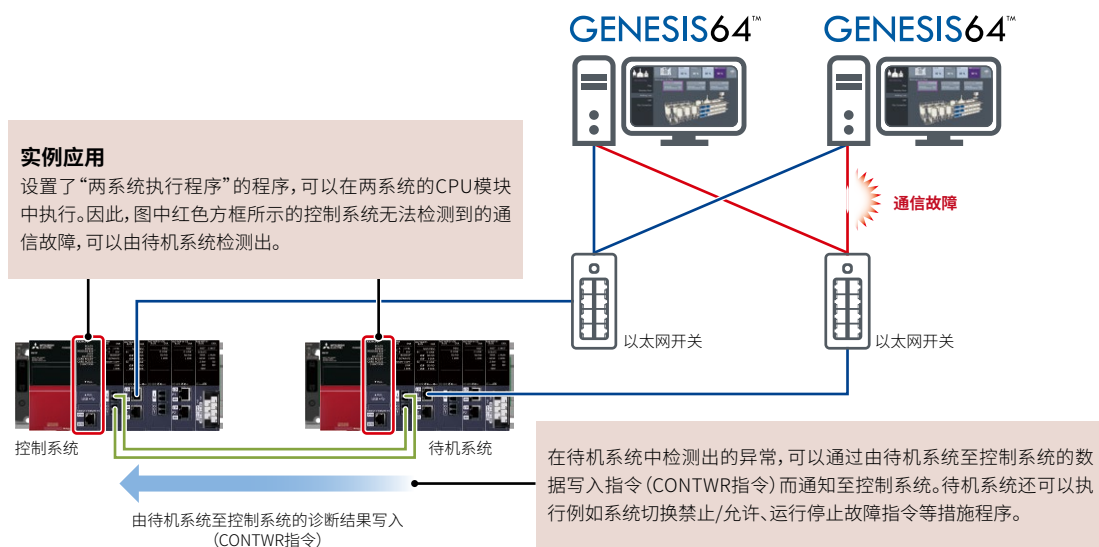 GENESIS64™
GENESIS64™
实例应用
设置了“两系统执行程序”的程序,可以在两系统的CPU模块
中执行。因此,图中红色方框所示的控制系统无法检测到的通
信故障,可以由待机系统检测出。
通信故障
以太网开关
以太网开关
控制系统
待机系统
由待机系统至控制系统的诊断结果写入
(CONTWR指令)
在待机系统中检测出的异常,可以通过由待机系统至控制系统的数
据写入指令(CONTWR指令)而通知至控制系统。待机系统还可以执
行例如系统切换禁止/允许、运行停止故障指令等措施程序。